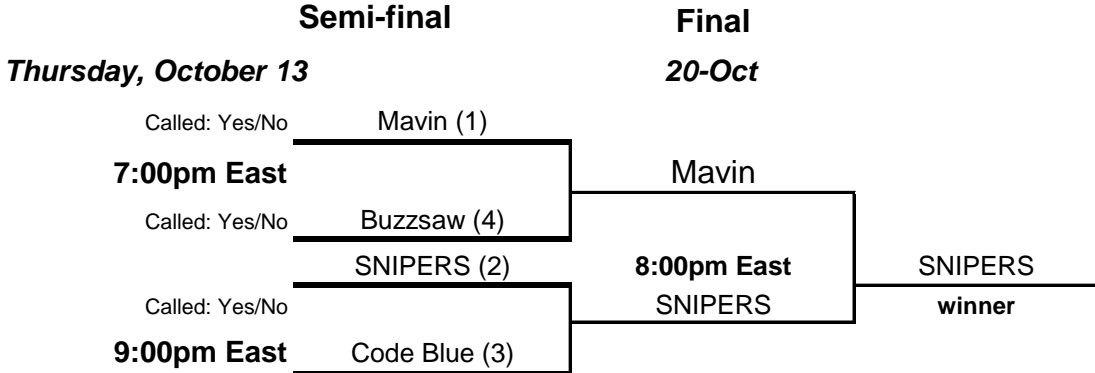 Semi-final Final
Thursday, October 13 20-Oct
Called: Yes/No Mavin (1)
7:00pm East Mavin
Called: Yes/No Buzzsaw (4)
SNIPERS (2) 8:00pm East SNIPERS
Called: Yes/No SNIPERS winner
9:00pm East Code Blue (3)